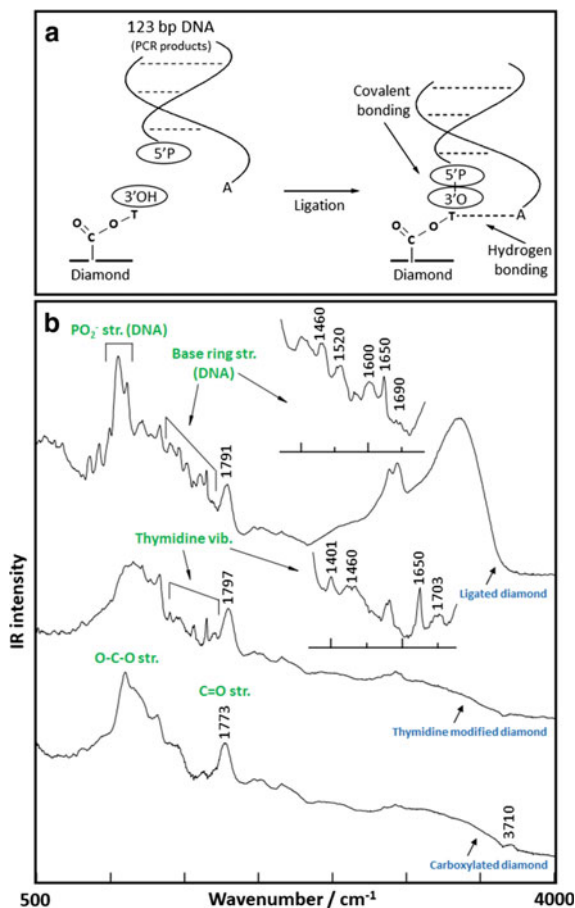 a
123 bp DNA
(PCR products)
5'P
3'OH
A
T
O
C
O
Diamond
Ligation
Covalent
bonding
5'P
3'O
T
A
O
C
O
Diamond
Hydrogen
bonding
b
PO₂⁻ str. (DNA)
Base ring str.
(DNA)
1460
1520
1600
1650
1690
1791
Ligated diamond
Thymidine vib.
1401
1460
1650
1703
1797
Thymidine modified diamond
O-C-O str.
C=O str.
1773
3710
Carboxylated diamond
IR intensity
500
Wavenumber / cm⁻¹
4000